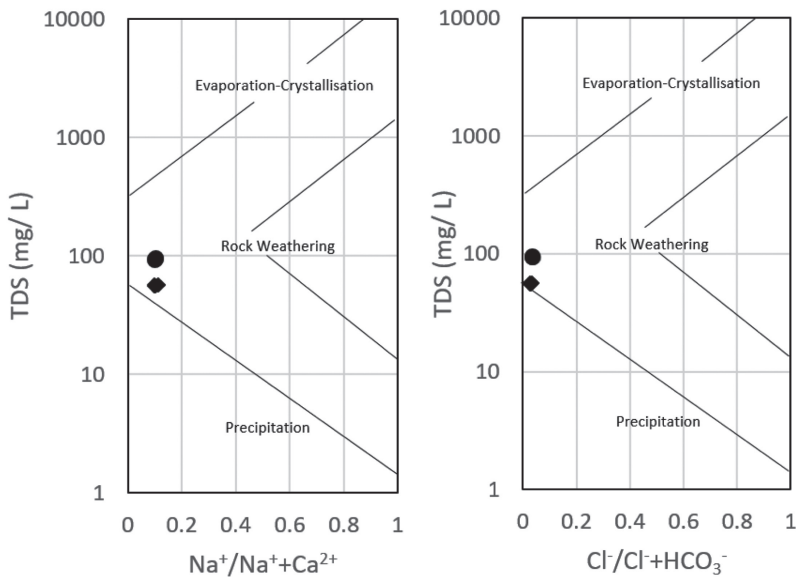 10000
1000
100
10
1
TDS (mg/ L)
Evaporation-Crystallisation
Rock Weathering
Precipitation
0 0.2 0.4 0.6 0.8 1
Na⁺/Na⁺+Ca²⁺
10000
1000
100
10
1
TDS (mg/ L)
Evaporation-Crystallisation
Rock Weathering
Precipitation
0 0.2 0.4 0.6 0.8 1
Cl⁻/Cl⁻+HCO₃⁻